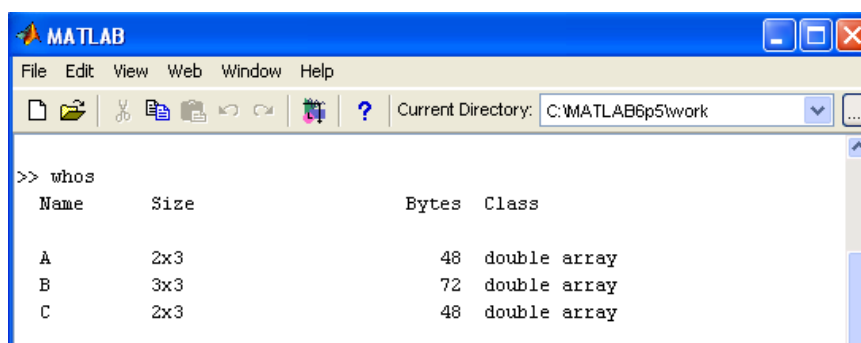 MATLAB
File Edit View Web Window Help
? Current Directory: C:\MATLAB6p5\work ...
>> whos
Name Size Bytes Class
A 2x3 48 double array
B 3x3 72 double array
C 2x3 48 double array